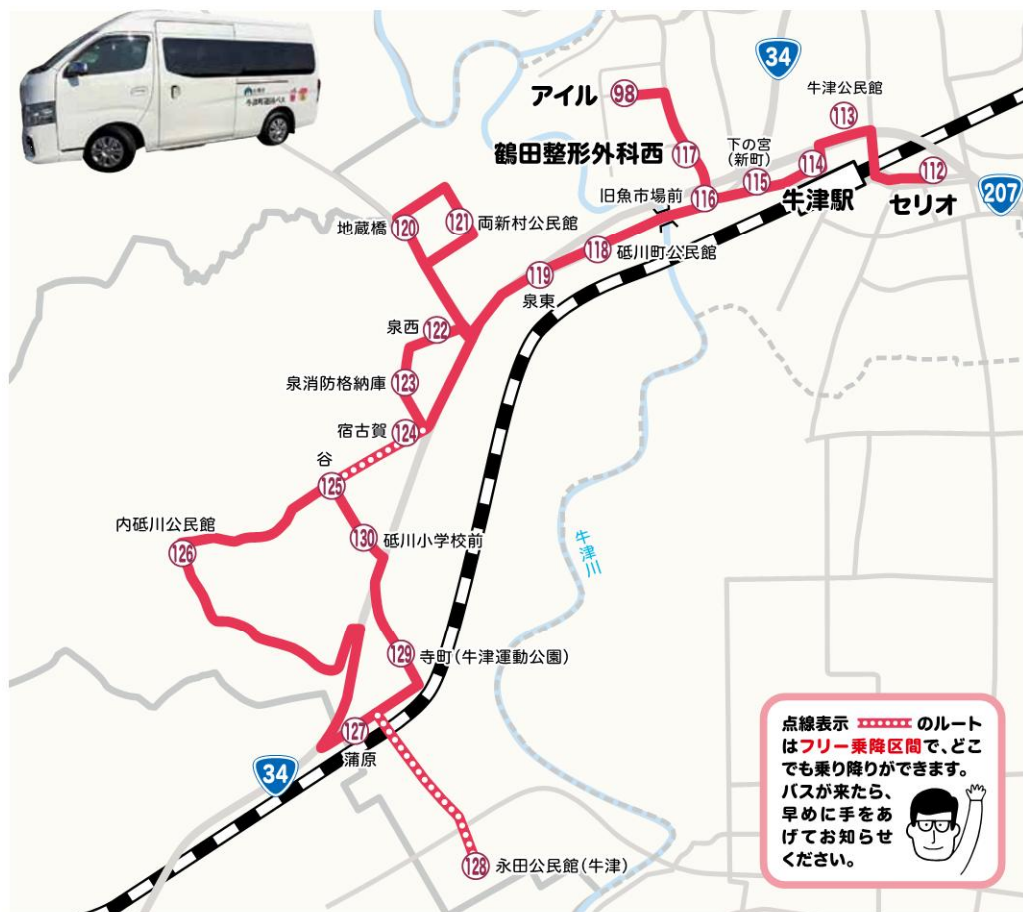 34
牛津公民館
アイル
98
113
下の宮
(新町)
鶴田整形外科西
117
114
115
112
旧魚市場前
116
牛津駅
セリオ
207
地蔵橋
120
121
両新村公民館
118
砥川町公民館
119
泉東
泉西
122
泉消防格納庫
123
宿古賀
124
谷
125
内砥川公民館
126
130
砥川小学校前
牛津川
129
寺町(牛津運動公園)
127
蒲原
34
128
永田公民館(牛津)
点線表示 のルート
はフリー乗降区間で、どこ
でも乗り降りができます。
バスが来たら、
早めに手をあ
げてお知らせ
ください。